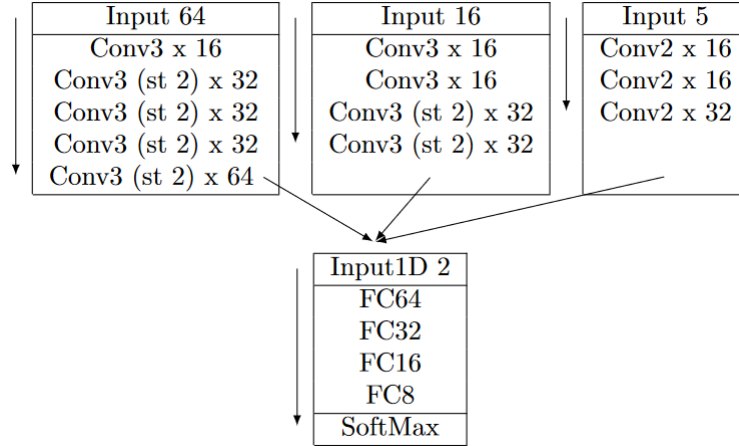 Input 64
Conv3 x 16
Conv3 (st 2) x 32
Conv3 (st 2) x 32
Conv3 (st 2) x 32
Conv3 (st 2) x 64
Input 16
Conv3 x 16
Conv3 x 16
Conv3 (st 2) x 32
Conv3 (st 2) x 32
Input 5
Conv2 x 16
Conv2 x 16
Conv2 x 32
Input1D 2
FC64
FC32
FC16
FC8
SoftMax